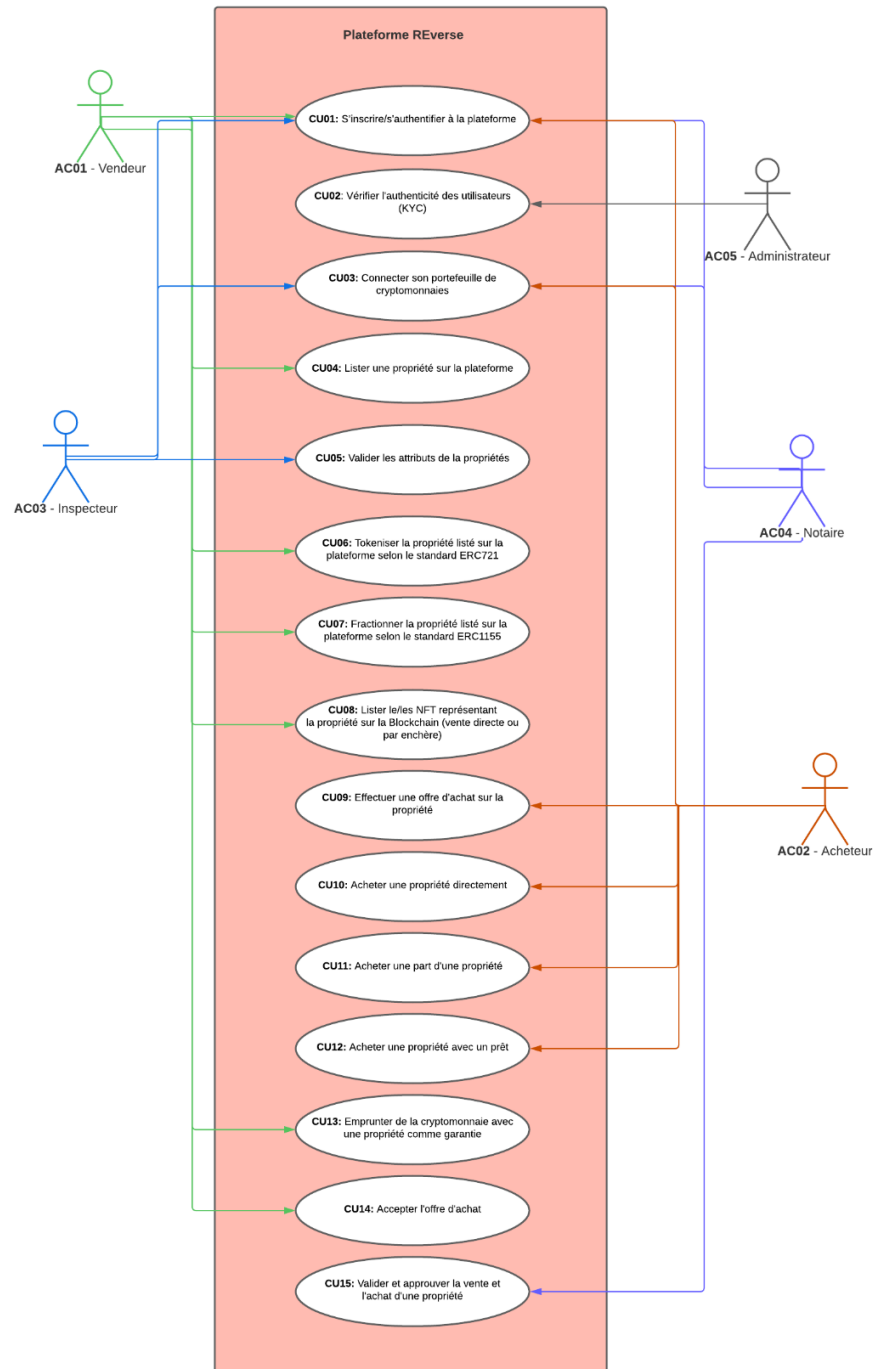 Plateforme REverse
CU01: S'inscrire/s'authentifier à la plateforme
AC01 - Vendeur
CU02: Vérifier l'authenticité des utilisateurs
(KYC)
AC05 - Administrateur
CU03: Connecter son portefeuille de
cryptomonnaies
CU04: Lister une propriété sur la plateforme
CU05: Valider les attributs de la propriétés
AC03 - Inspecteur
AC04 - Notaire
CU06: Tokeniser la propriété listé sur la
plateforme selon le standard ERC721
CU07: Fractionner la propriété listé sur la
plateforme selon le standard ERC1155
CU08: Lister le/les NFT représentant
la propriété sur la Blockchain (vente directe ou
par enchère)
CU09: Effectuer une offre d'achat sur la
propriété
AC02 - Acheteur
CU10: Acheter une propriété directement
CU11: Acheter une part d'une propriété
CU12: Acheter une propriété avec un prêt
CU13: Emprunter de la cryptomonnaie avec
une propriété comme garantie
CU14: Accepter l'offre d'achat
CU15: Valider et approuver la vente et
l'achat d'une propriété